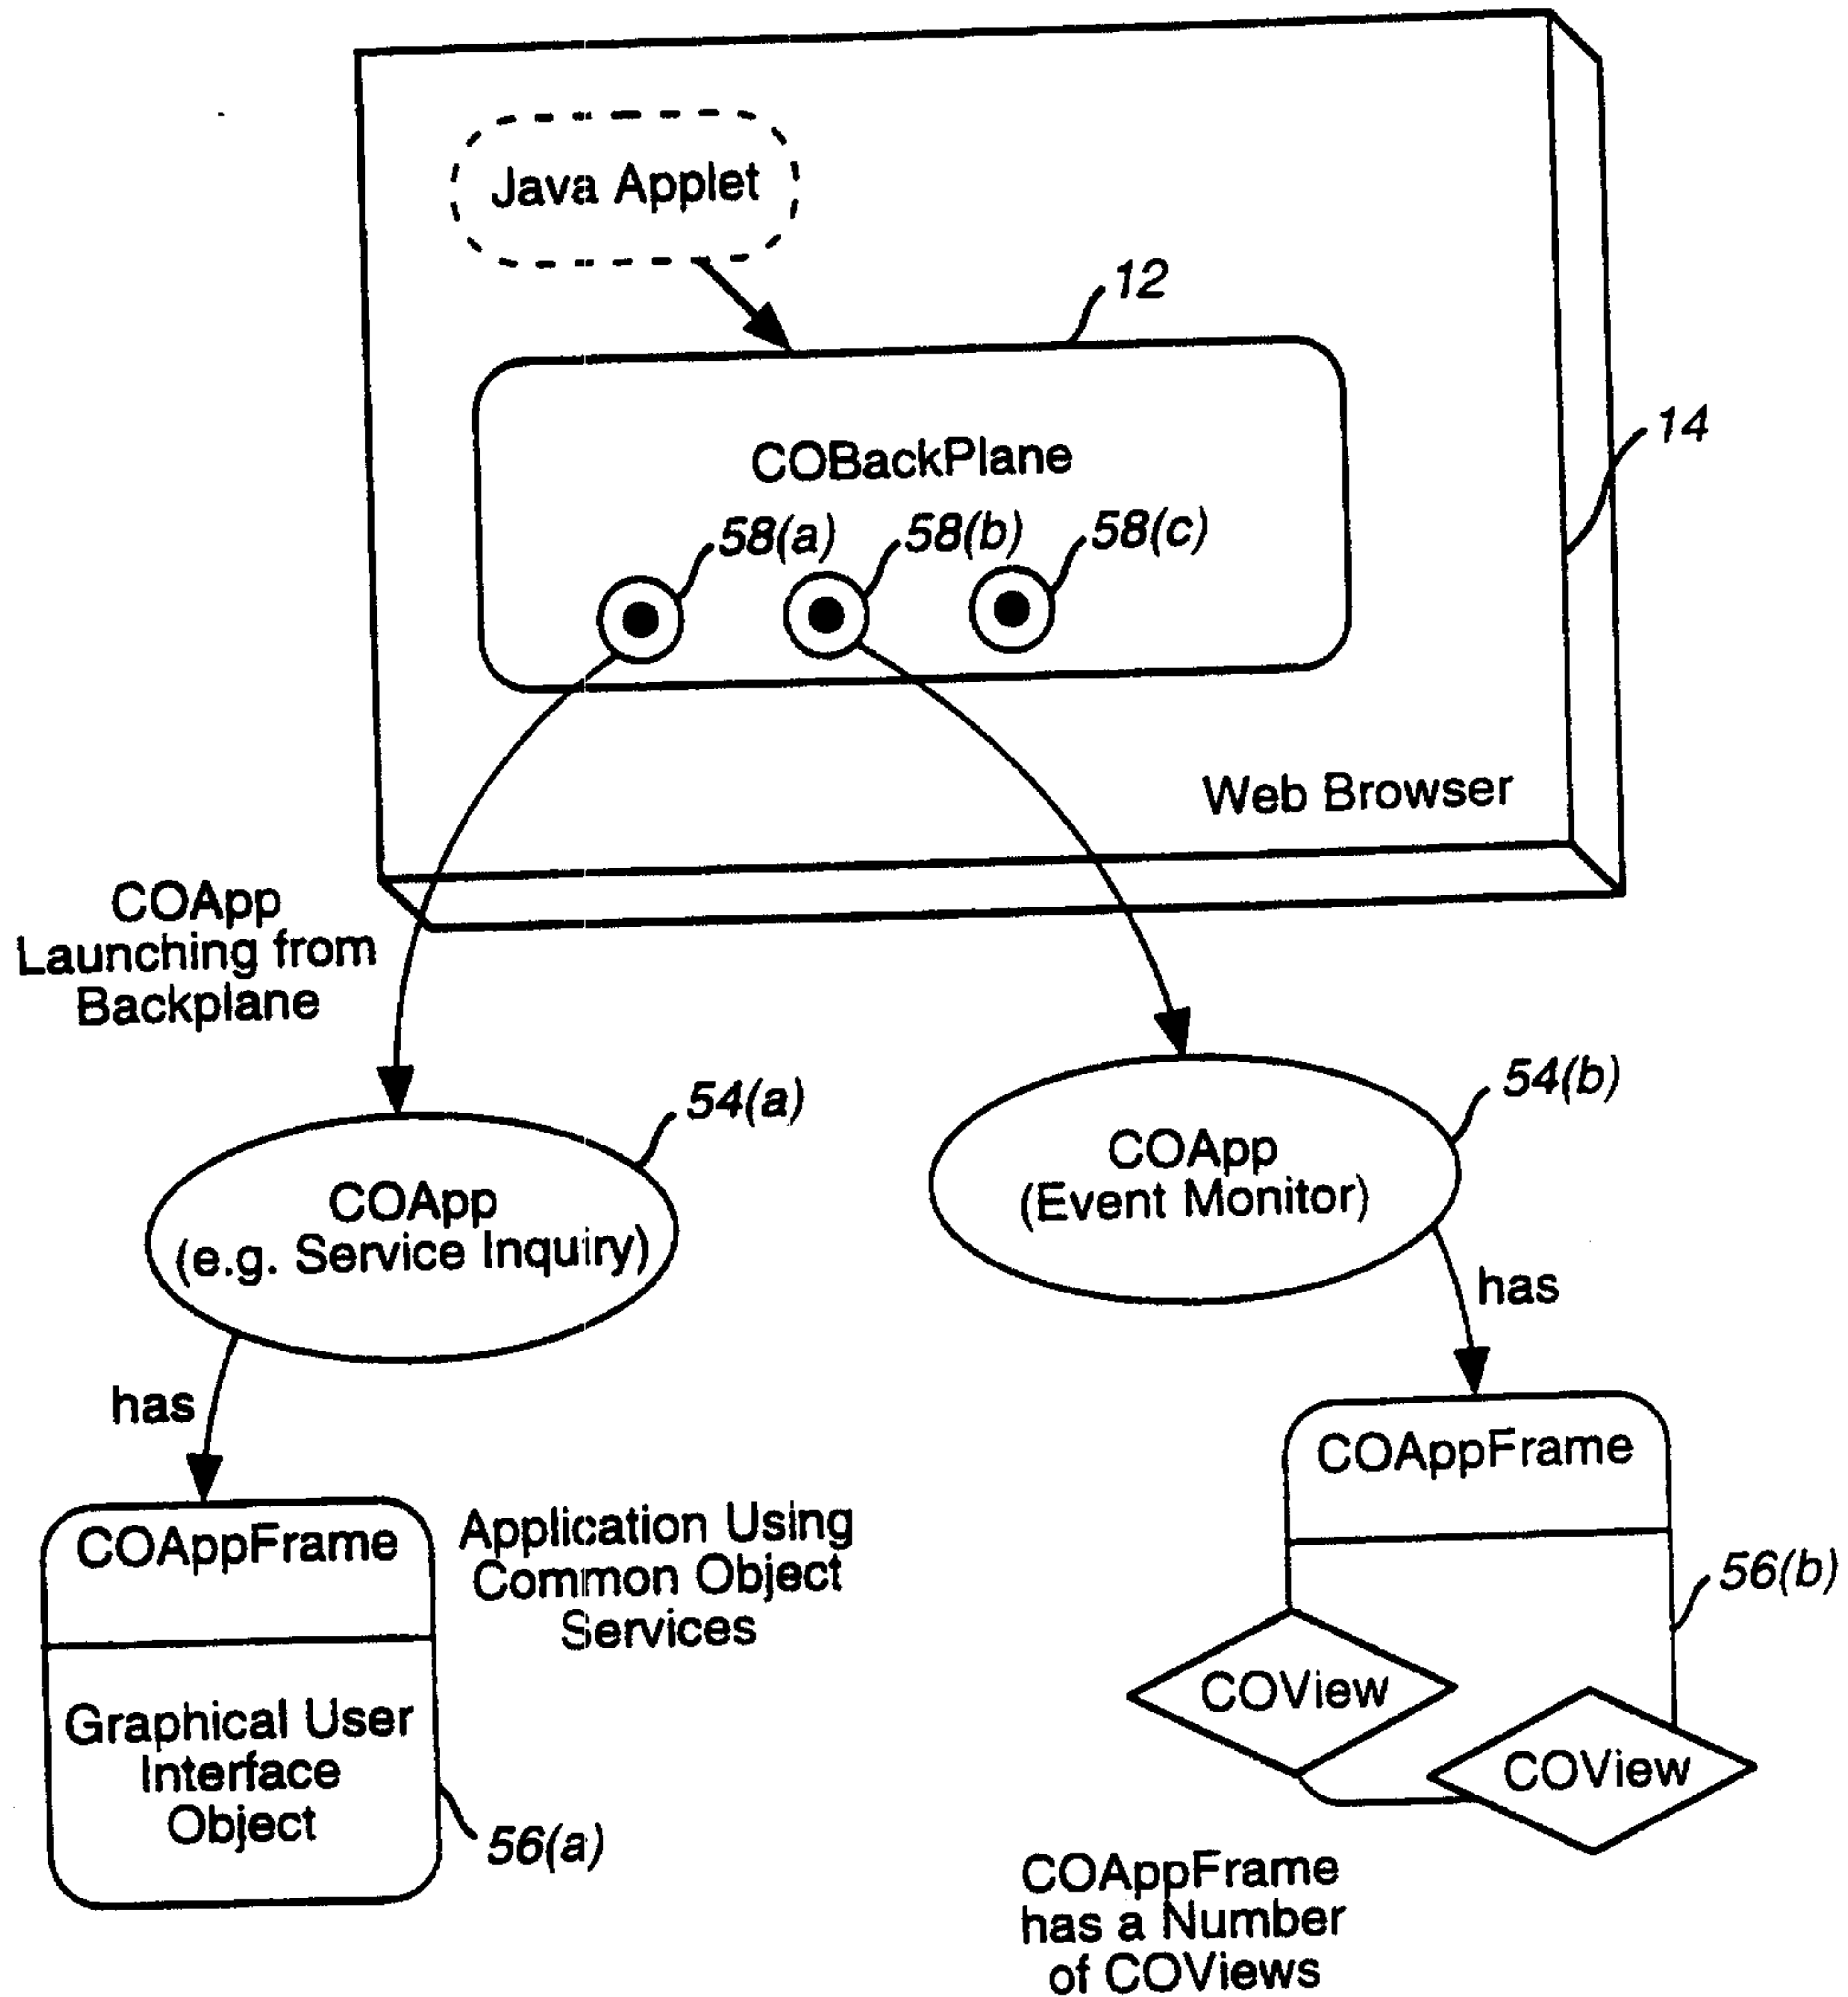 Java Applet
12
COBackPlane
14
58(a)
58(b)
58(c)
Web Browser
COApp
Launching from
Backplane
54(a)
54(b)
COApp
(e.g. Service Inquiry)
COApp
(Event Monitor)
has
has
COAppFrame
COAppFrame
Application Using
Common Object
Services
56(b)
Graphical User
Interface
Object
COView
COView
56(a)
COAppFrame
has a Number
of COViews